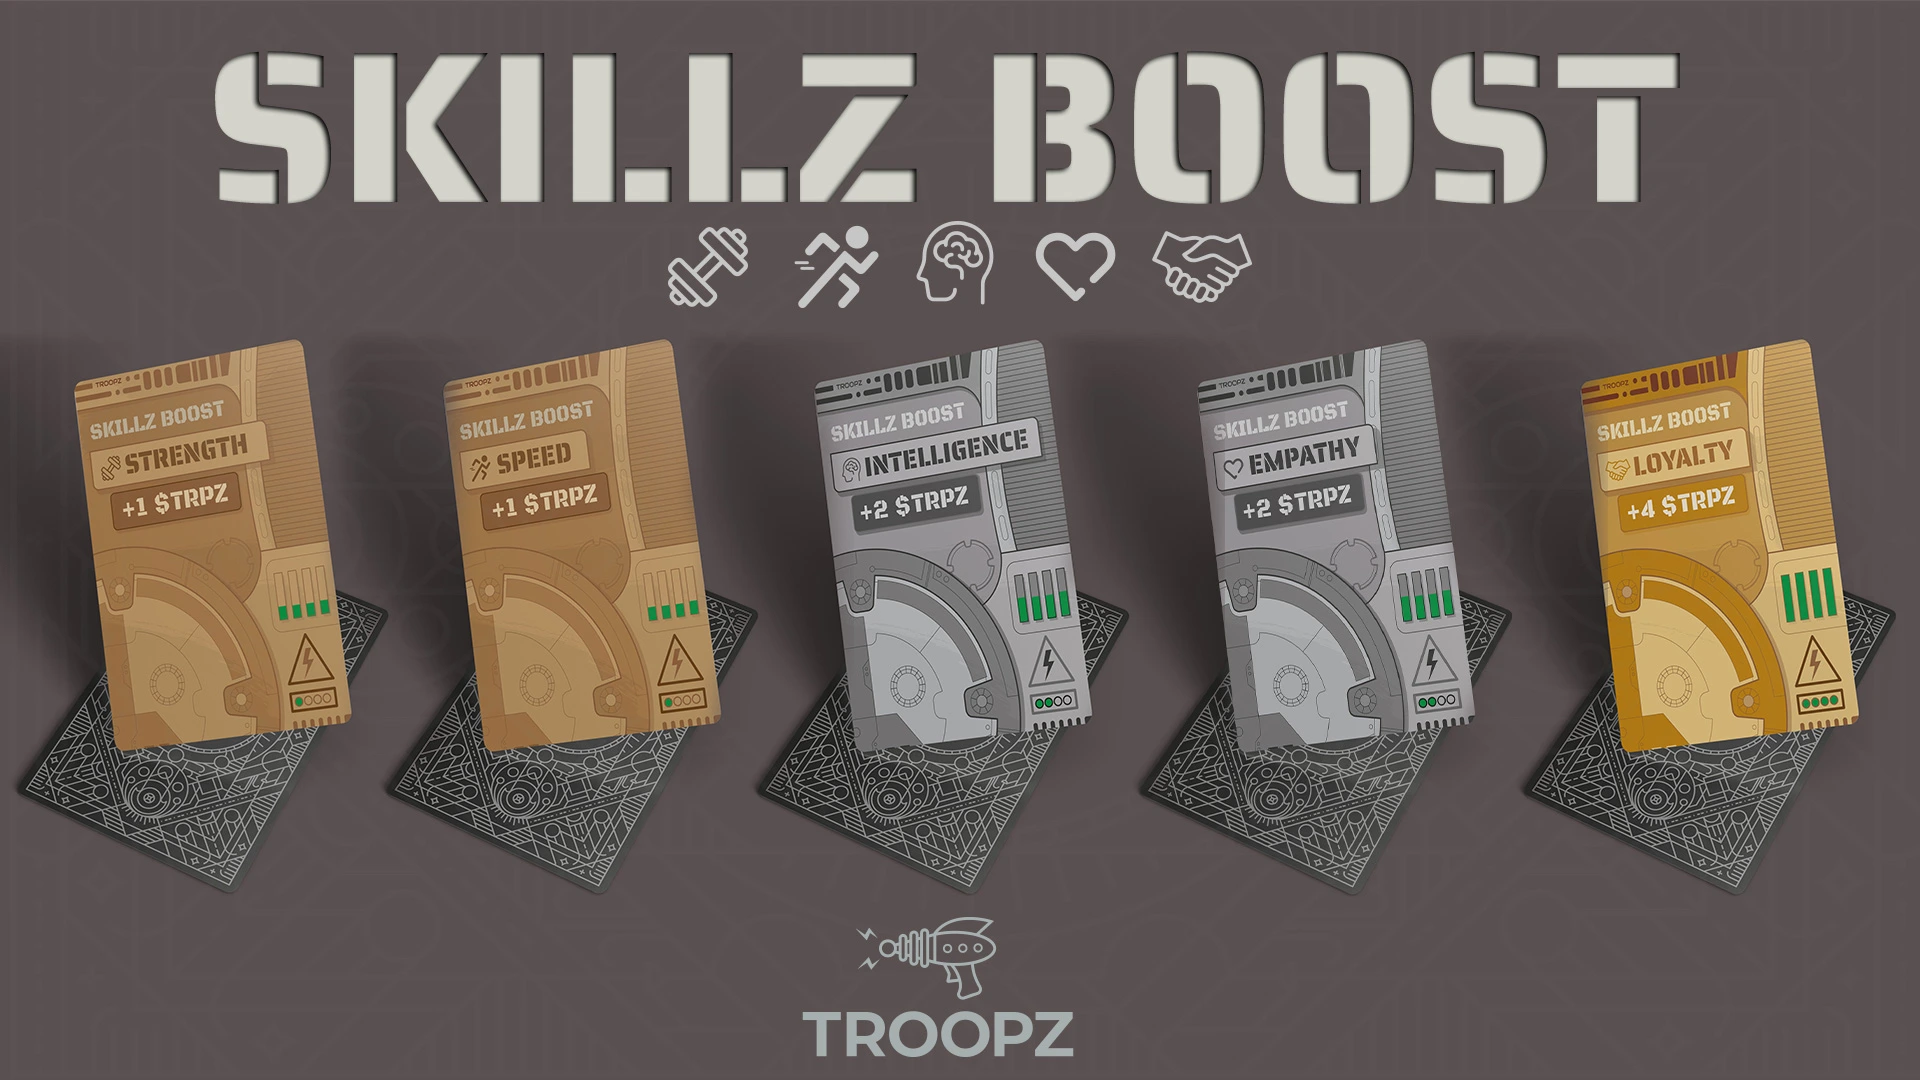 SKILLZ BOOST
TROOPZ
SKILLZ BOOST
STRENGTH
+1 $TRPZ
TROOPZ
SKILLZ BOOST
SPEED
+1 $TRPZ
TROOPZ
SKILLZ BOOST
INTELLIGENCE
+2 $TRPZ
TROOPZ
SKILLZ BOOST
EMPATHY
+2 $TRPZ
TROOPZ
SKILLZ BOOST
LOYALTY
+4 $TRPZ
TROOPZ